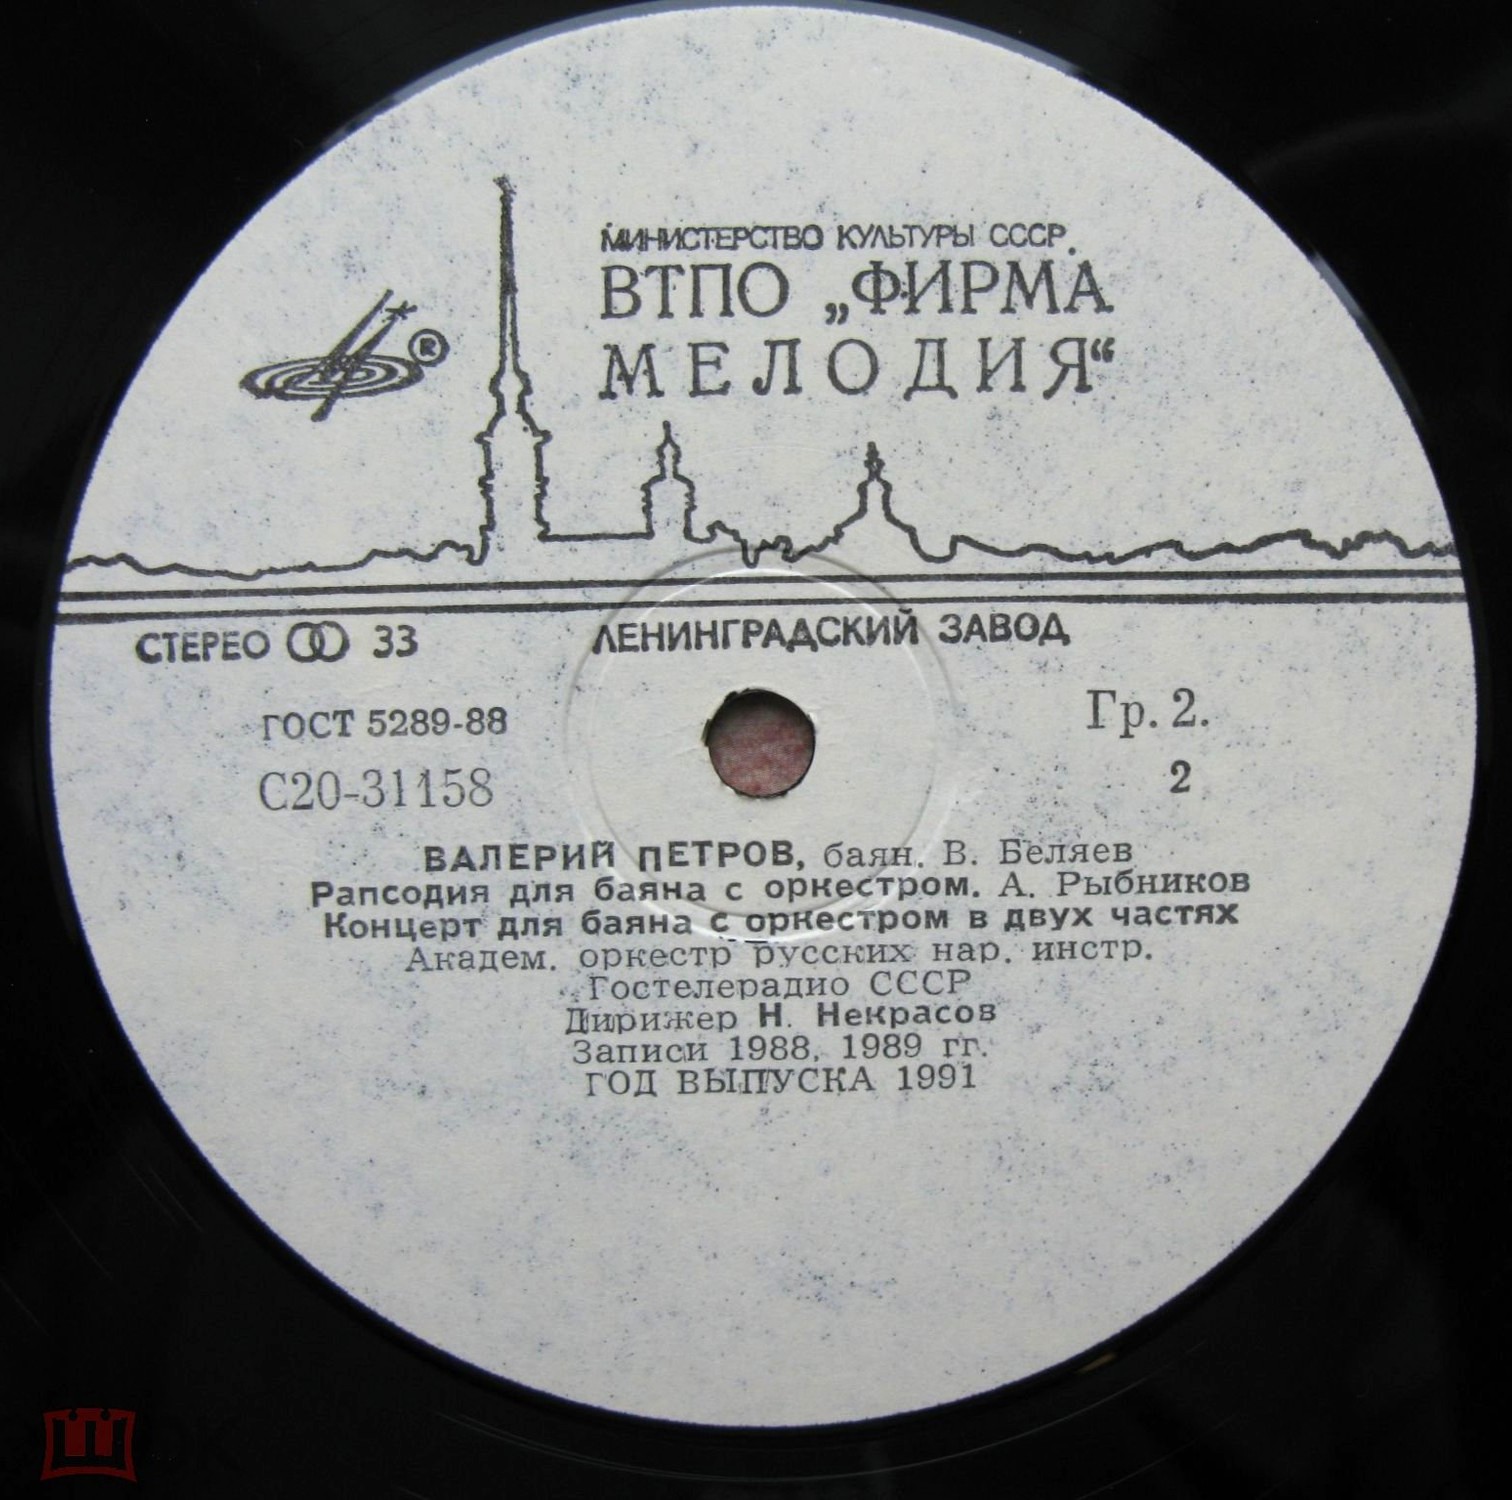 МИНИСТЕРСТВО КУЛЬТУРЫ СССР.
ВТПО „ФИРМА
МЕЛОДИЯ“
®
СТЕРЕО 33
ЛЕНИНГРАДСКИЙ ЗАВОД
ГОСТ 5289-88
Гр. 2.
С20-31158
2
ВАЛЕРИЙ ПЕТРОВ, баян. В. Беляев
Рапсодия для баяна с оркестром. А. Рыбников
Концерт для баяна с оркестром в двух частях
Академ. оркестр русских нар. инстр.
Гостелерадио СССР
Дирижер Н. Некрасов
Записи 1988, 1989 гг.
ГОД ВЫПУСКА 1991